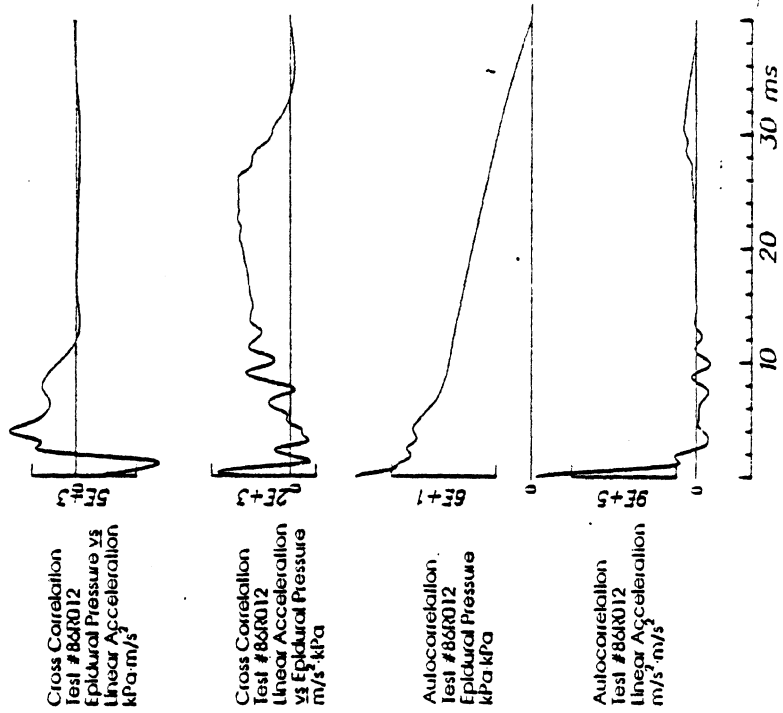 Cross Correlation
Test #86R012
Epidural Pressure vs
Linear Acceleration
kPa·m/s²
5E+3
0
Cross Correlation
Test #86R012
Linear Acceleration
vs Epidural Pressure
m/s²·kPa
2E+3
0
Autocorrelation
Test #86R012
Epidural Pressure
kPa·kPa
6E+1
0
Autocorrelation
Test #86R012
Linear Acceleration
m/s²·m/s²
9E+5
0
10 20 30 ms